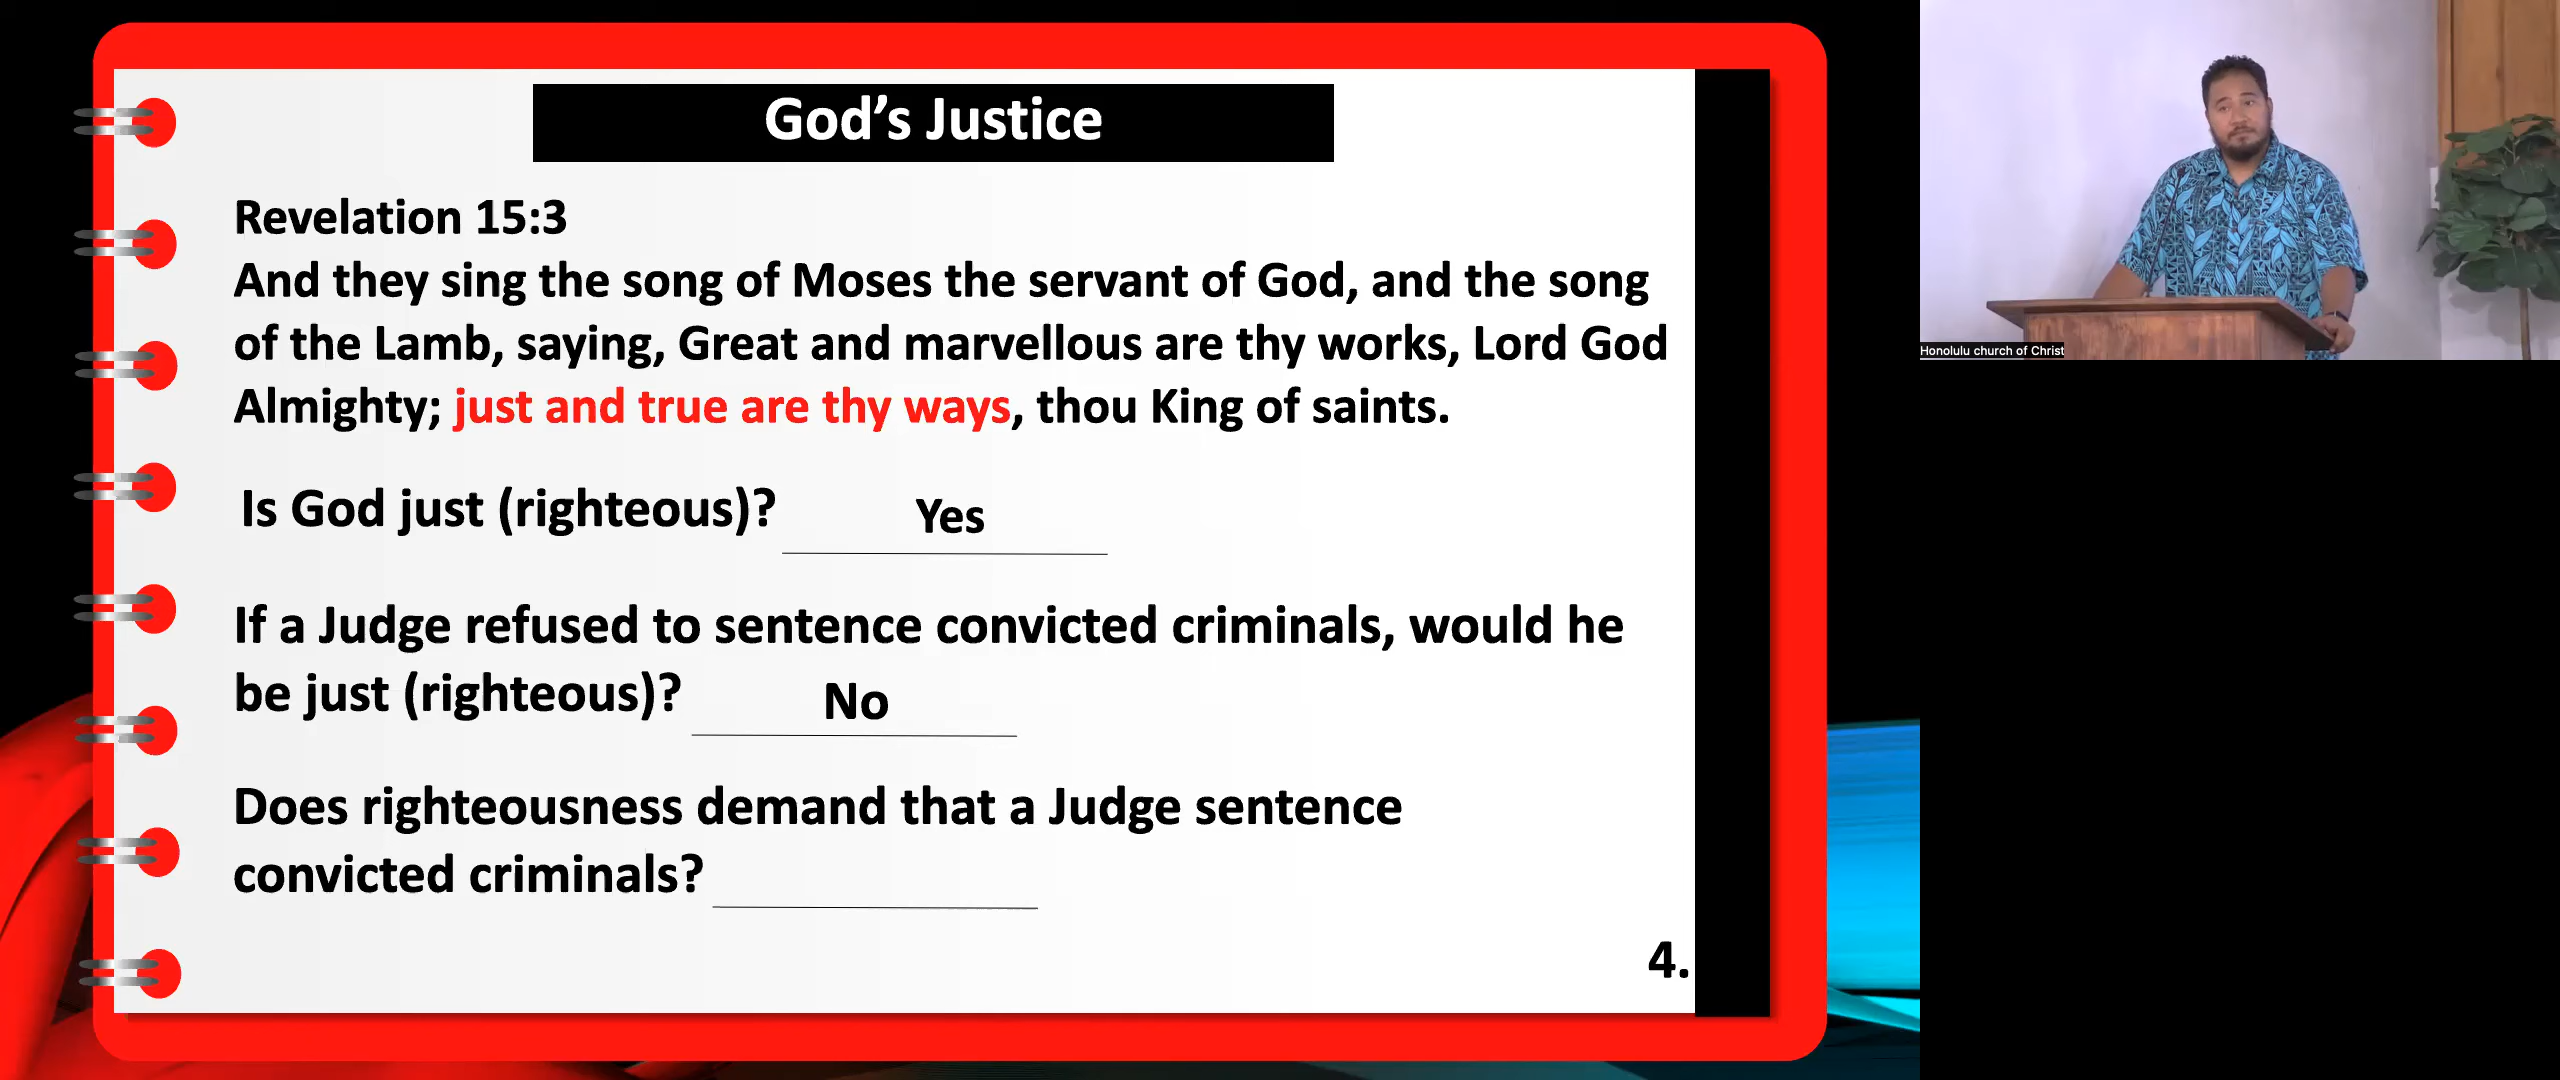 God’s Justice
Revelation 15:3
And they sing the song of Moses the servant of God, and the song
of the Lamb, saying, Great and marvellous are thy works, Lord God
Almighty; just and true are thy ways, thou King of saints.
Is God just (righteous)? Yes
If a Judge refused to sentence convicted criminals, would he
be just (righteous)? No
Does righteousness demand that a Judge sentence
convicted criminals?
4.
Honolulu church of Christ